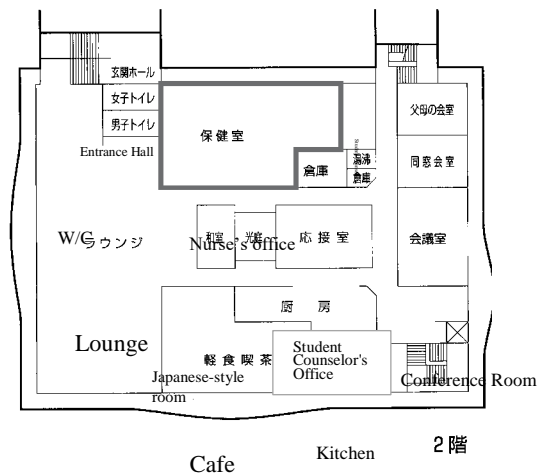 玄関ホール
女子トイレ
男子トイレ
Entrance Hall
保健室
倉庫
湯沸
倉庫
父母の会室
同窓会室
W/C
ラウンジ
和室
光庭
Nurse's office
応接室
会議室
厨房
Lounge
軽食喫茶
Student
Counselor's
Office
Japanese-style
room
Conference Room
Cafe
Kitchen
2階